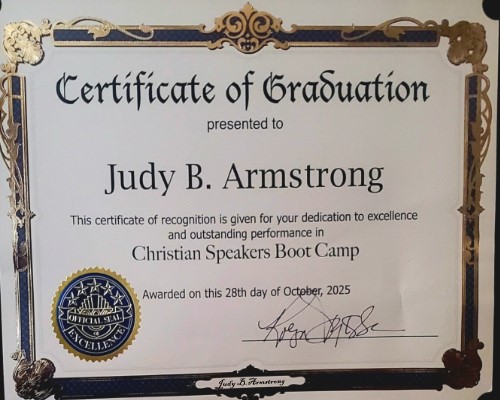 Certificate of Graduation
presented to
Judy B. Armstrong
This certificate of recognition is given for your dedication to excellence
and outstanding performance in
Christian Speakers Boot Camp
Awarded on this 28th day of October, 2025
OFFICIAL SEAL
EXCELLENCE
Judy B. Armstrong